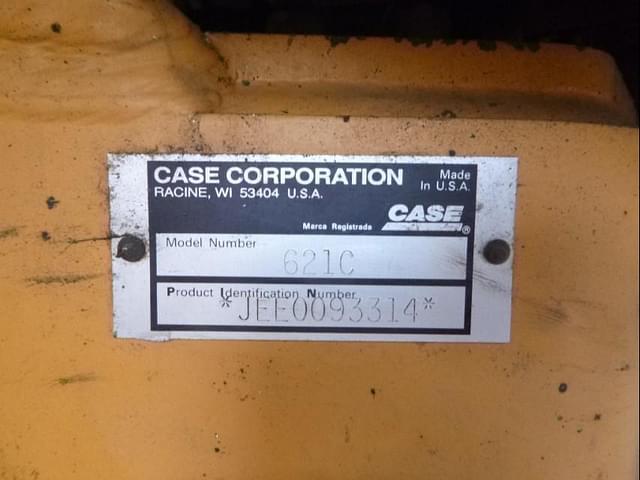 CASE CORPORATION
RACINE, WI 53404 U.S.A.
Made
In U.S.A.
CASE
®
Marca Registrada
Model Number
621C
Product Identification Number
*JEE0093314*